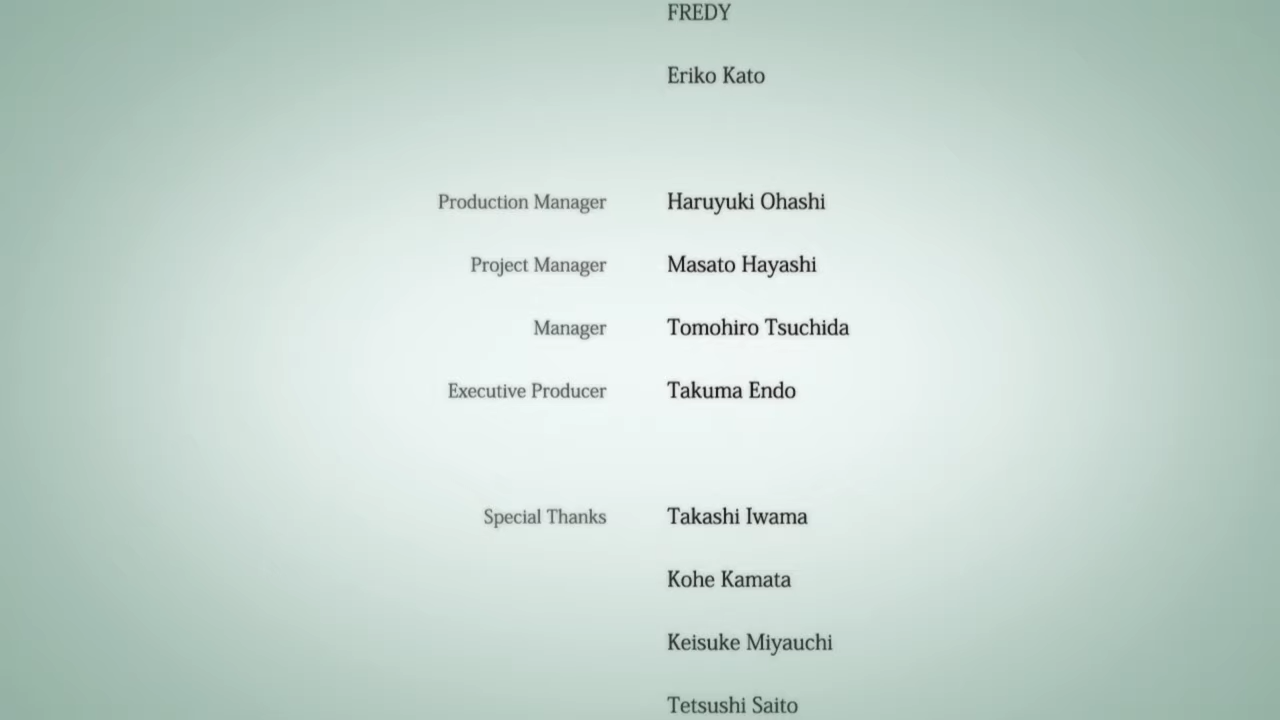 FREDY
Eriko Kato
Production Manager Haruyuki Ohashi
Project Manager Masato Hayashi
Manager Tomohiro Tsuchida
Executive Producer Takuma Endo
Special Thanks Takashi Iwama
Kohe Kamata
Keisuke Miyauchi
Tetsushi Saito